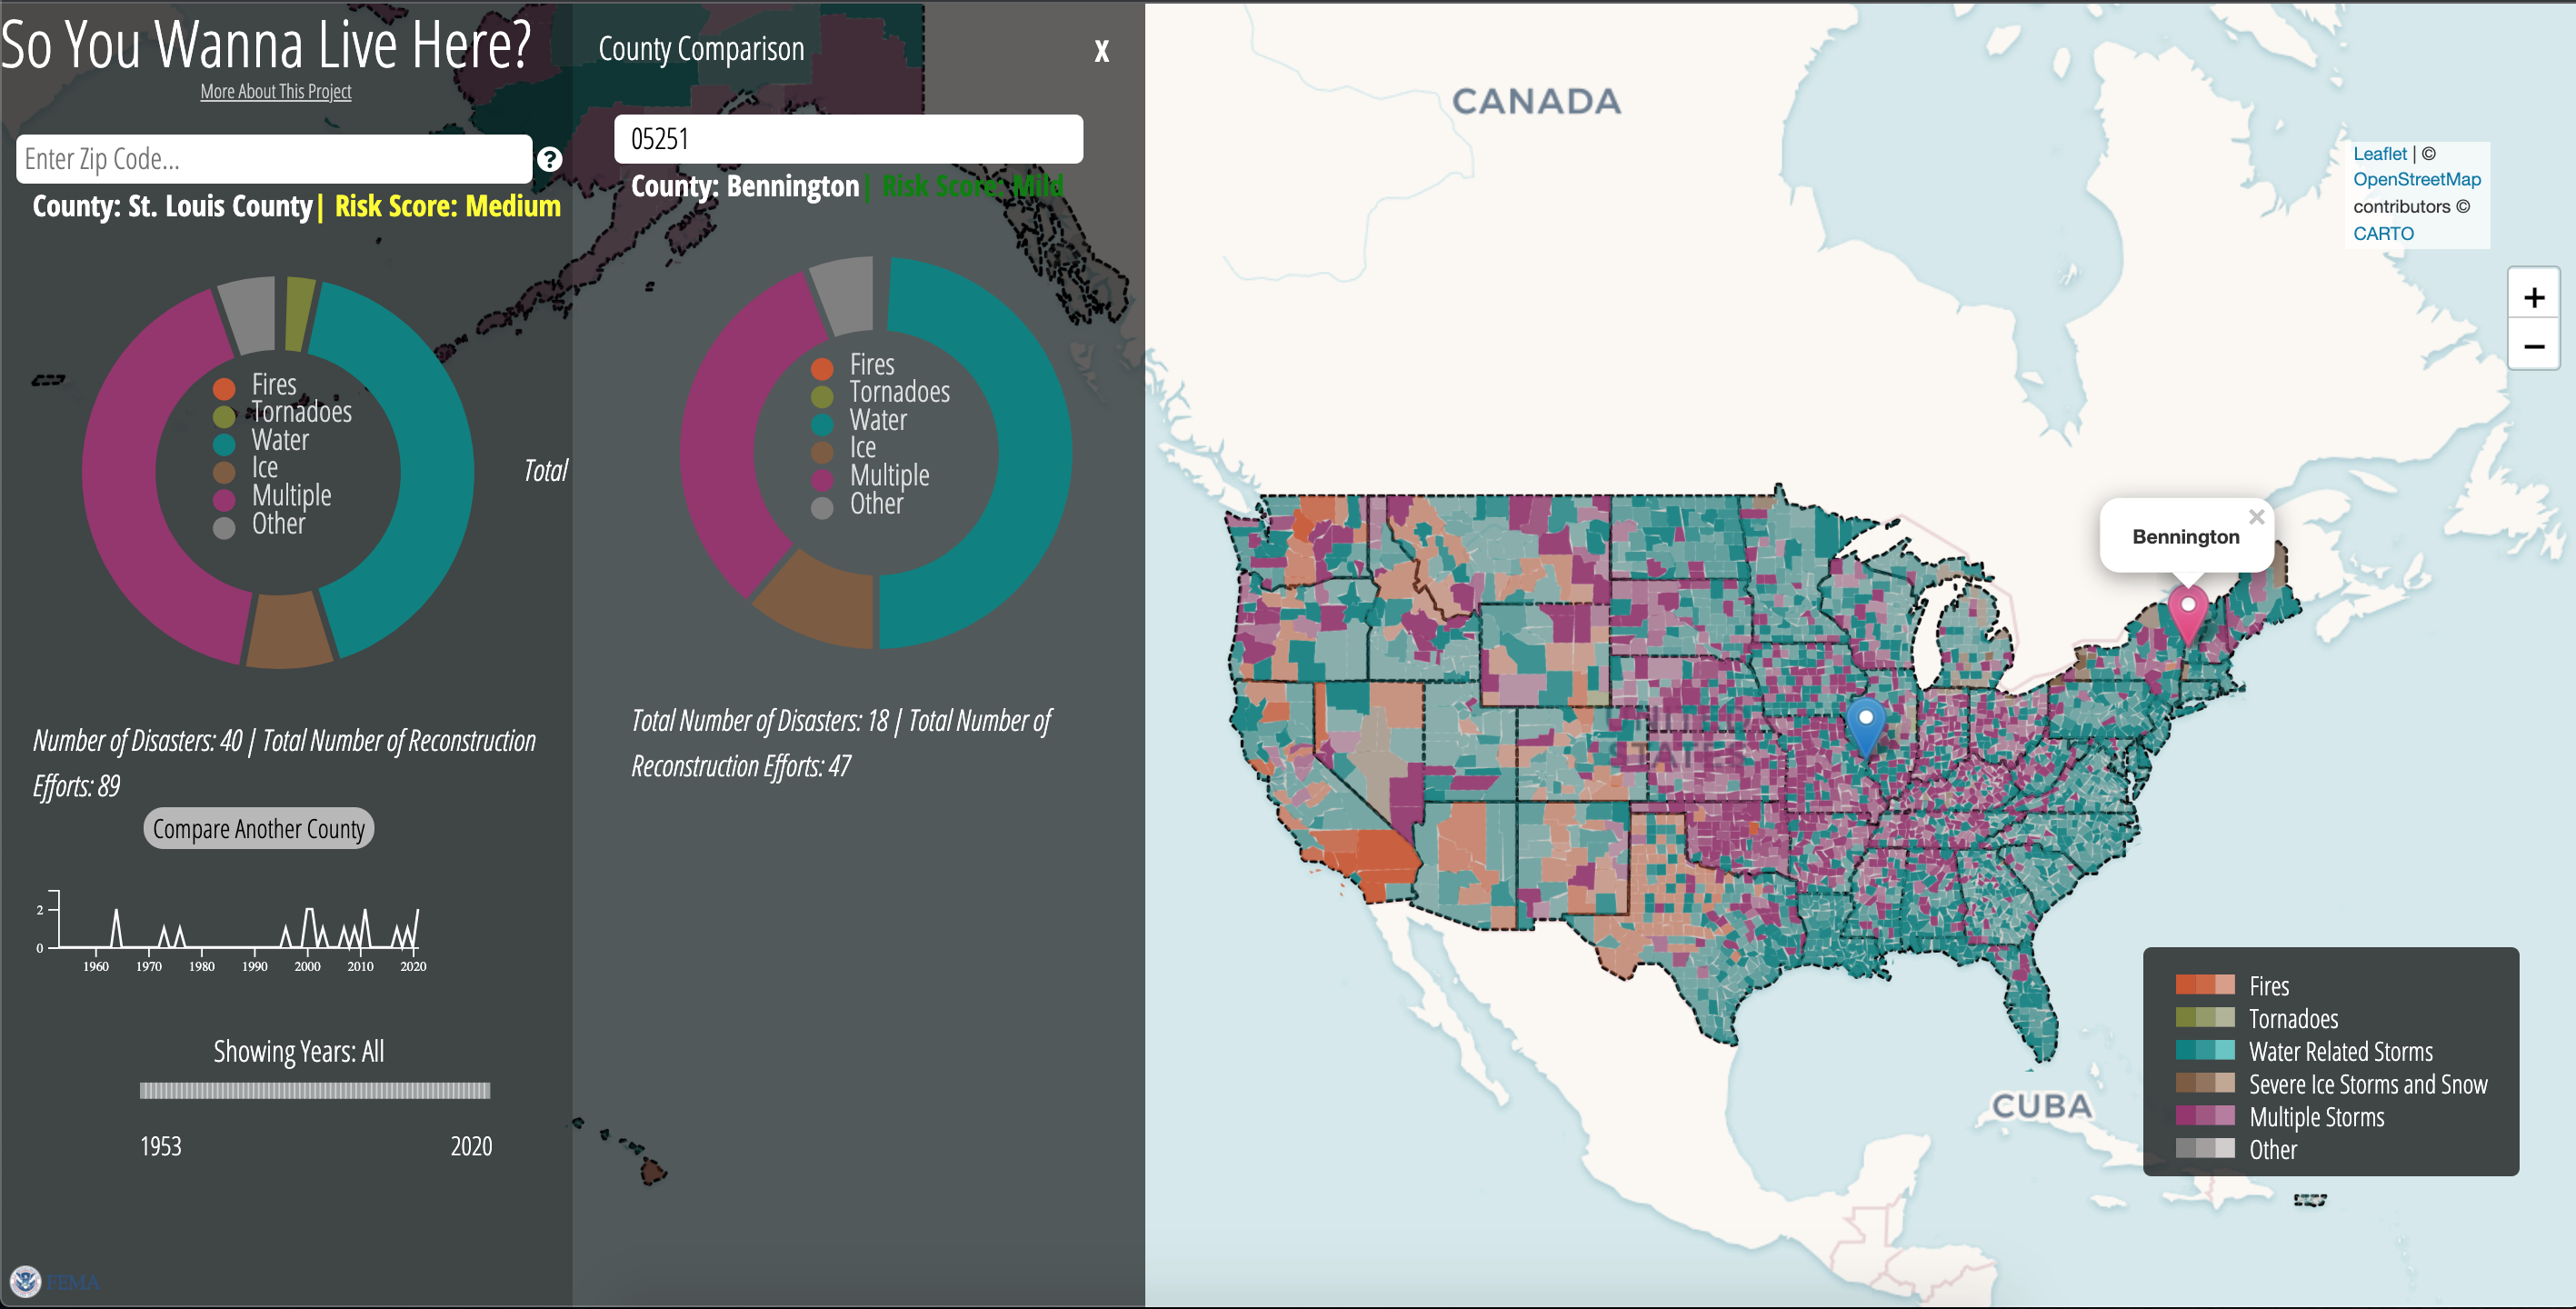 So You Wanna Live Here?
More About This Project
Enter Zip Code...
?
County: St. Louis County| Risk Score: Medium
Fires
Tornadoes
Water
Ice
Multiple
Other
Total
Number of Disasters: 40 | Total Number of Reconstruction
Efforts: 89
Compare Another County
2
0
1960 1970 1980 1990 2000 2010 2020
Showing Years: All
1953 2020
FEMA
County Comparison
X
05251
County: Bennington| Risk Score: Mild
Fires
Tornadoes
Water
Ice
Multiple
Other
Total Number of Disasters: 18 | Total Number of
Reconstruction Efforts: 47
CANADA
Leaflet | ©
OpenStreetMap
contributors ©
CARTO
+
−
×
Bennington
UNITED
STATES
CUBA
Fires
Tornadoes
Water Related Storms
Severe Ice Storms and Snow
Multiple Storms
Other